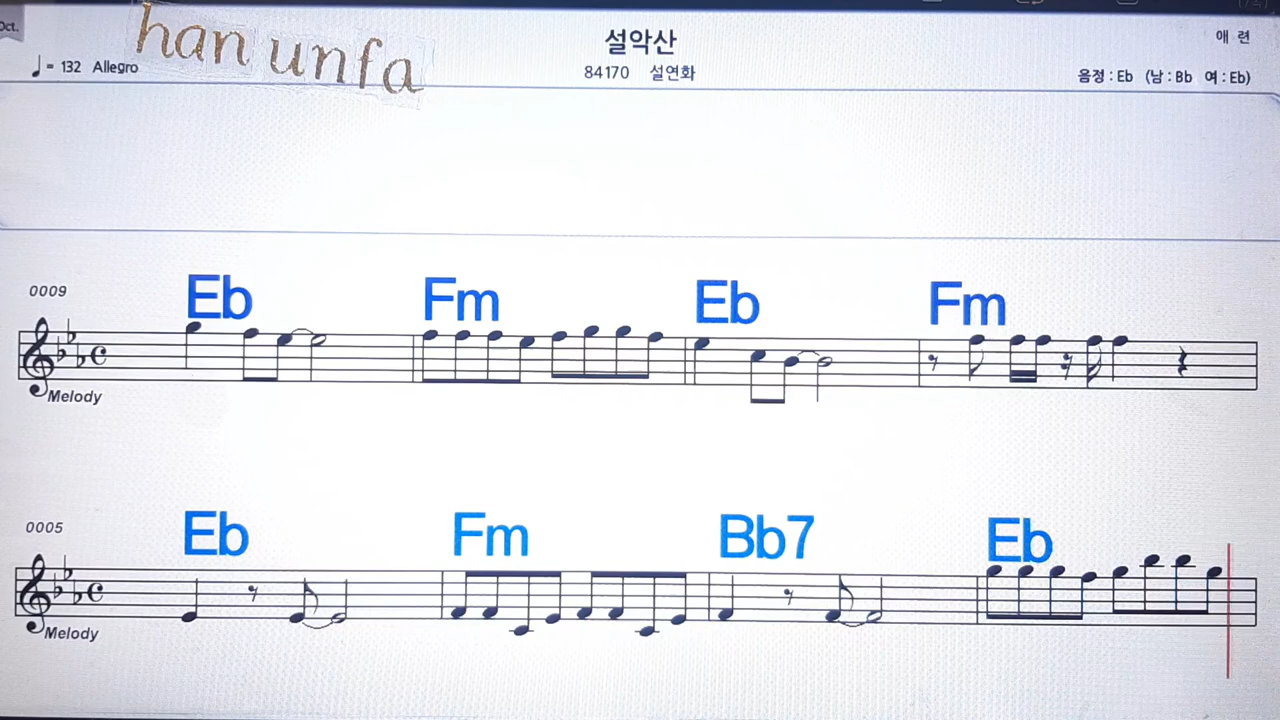 Oct.
han unfa
설악산
애 련
♩ = 132 Allegro
84170 설연화
음정 : Eb (남 : Bb 여 : Eb)
0009
Eb Fm Eb Fm
Melody
0005
Eb Fm Bb7 Eb
Melody